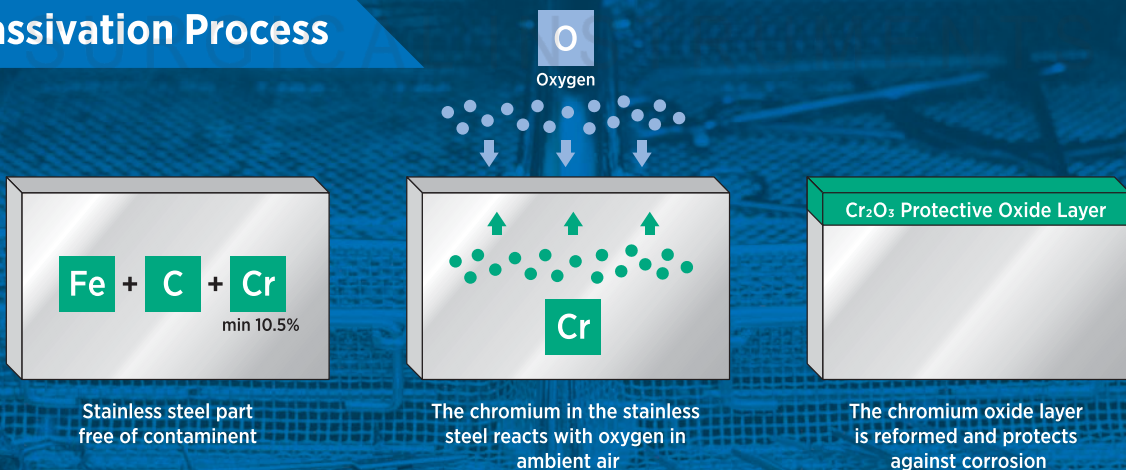 assivation Process
O
Oxygen
Fe + C + Cr
min 10.5%
Cr
Cr₂O₃ Protective Oxide Layer
Stainless steel part
free of contaminent
The chromium in the stainless
steel reacts with oxygen in
ambient air
The chromium oxide layer
is reformed and protects
against corrosion